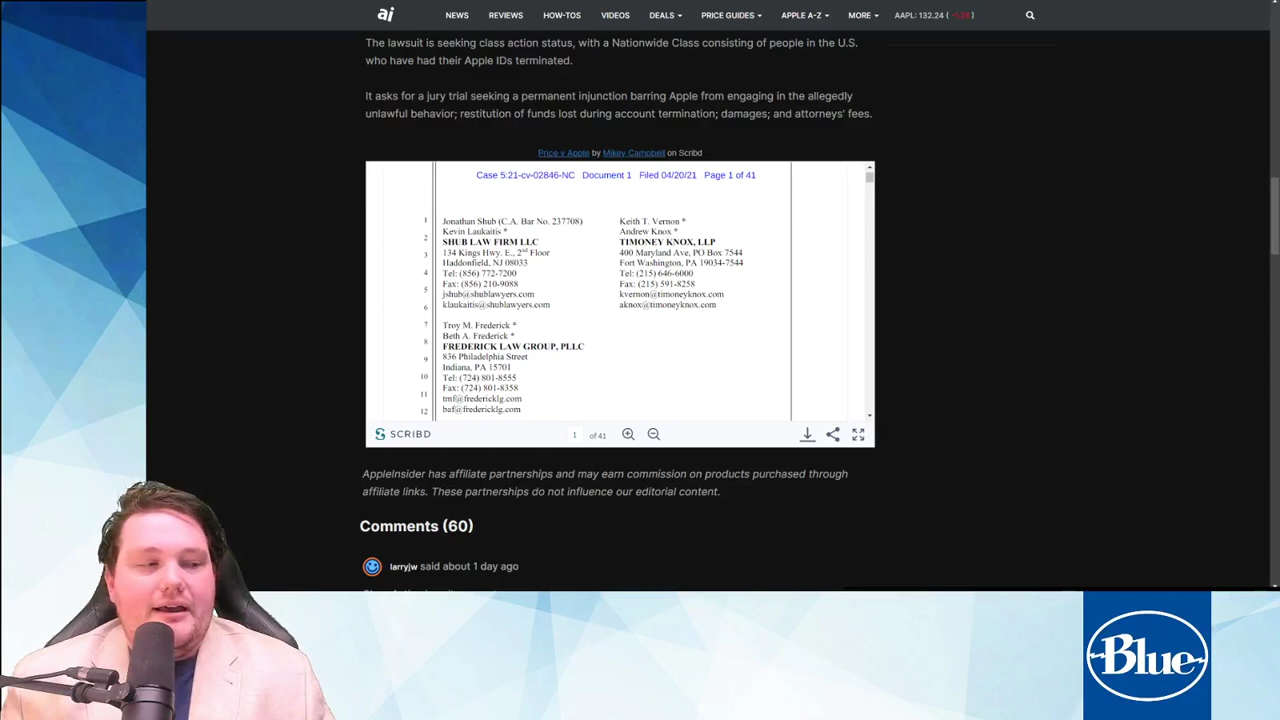 ai
NEWS REVIEWS HOW-TOS VIDEOS DEALS PRICE GUIDES APPLE A-Z MORE AAPL: 132.24 ( -1.28 )
The lawsuit is seeking class action status, with a Nationwide Class consisting of people in the U.S.
who have had their Apple IDs terminated.
It asks for a jury trial seeking a permanent injunction barring Apple from engaging in the allegedly
unlawful behavior; restitution of funds lost during account termination; damages; and attorneys' fees.
Price v Apple by Mikey Campbell on Scribd
Case 5:21-cv-02846-NC Document 1 Filed 04/20/21 Page 1 of 41
1
2
3
4
5
6
7
8
9
10
11
12
Jonathan Shub (C.A. Bar No. 237708)
Kevin Laukaitis *
SHUB LAW FIRM LLC
134 Kings Hwy. E., 2nd Floor
Haddonfield, NJ 08033
Tel: (856) 772-7200
Fax: (856) 210-9088
jshub@shublawyers.com
klaukaitis@shublawyers.com
Keith T. Vernon *
Andrew Knox *
TIMONEY KNOX, LLP
400 Maryland Ave, PO Box 7544
Fort Washington, PA 19034-7544
Tel: (215) 646-6000
Fax: (215) 591-8258
kvernon@timoneyknox.com
aknox@timoneyknox.com
Troy M. Frederick *
Beth A. Frederick *
FREDERICK LAW GROUP, PLLC
836 Philadelphia Street
Indiana, PA 15701
Tel: (724) 801-8555
Fax: (724) 801-8358
tmf@fredericklg.com
baf@fredericklg.com
SCRIBD
1 of 41
AppleInsider has affiliate partnerships and may earn commission on products purchased through
affiliate links. These partnerships do not influence our editorial content.
Comments (60)
larryjw said about 1 day ago
Blue